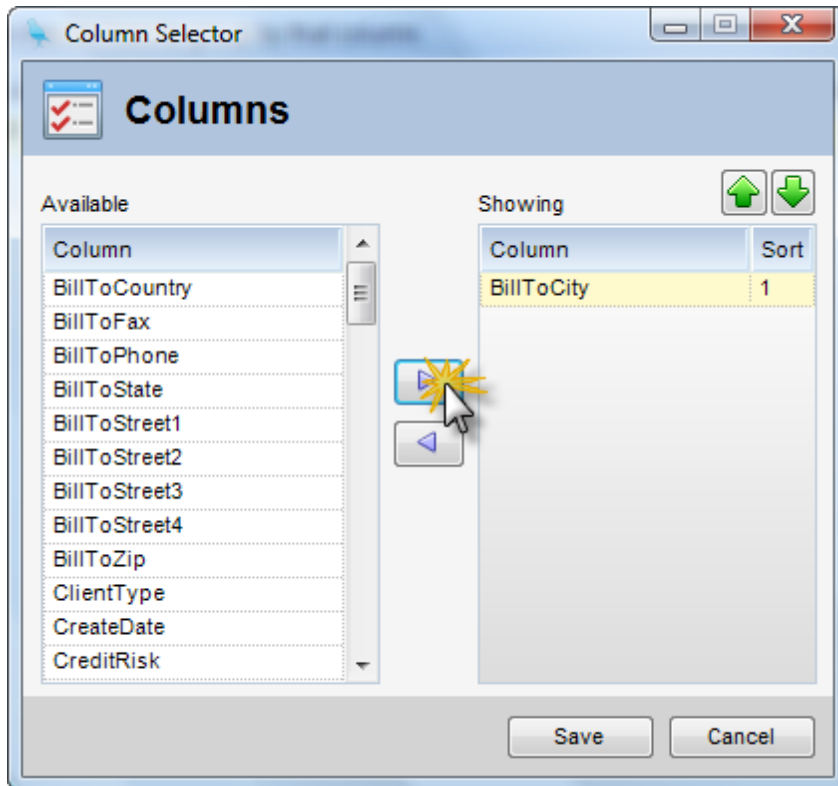 Column Selector
Columns
Available
Column
BillToCountry
BillToFax
BillToPhone
BillToState
BillToStreet1
BillToStreet2
BillToStreet3
BillToStreet4
BillToZip
ClientType
CreateDate
CreditRisk
Showing
Column Sort
BillToCity 1
Save Cancel